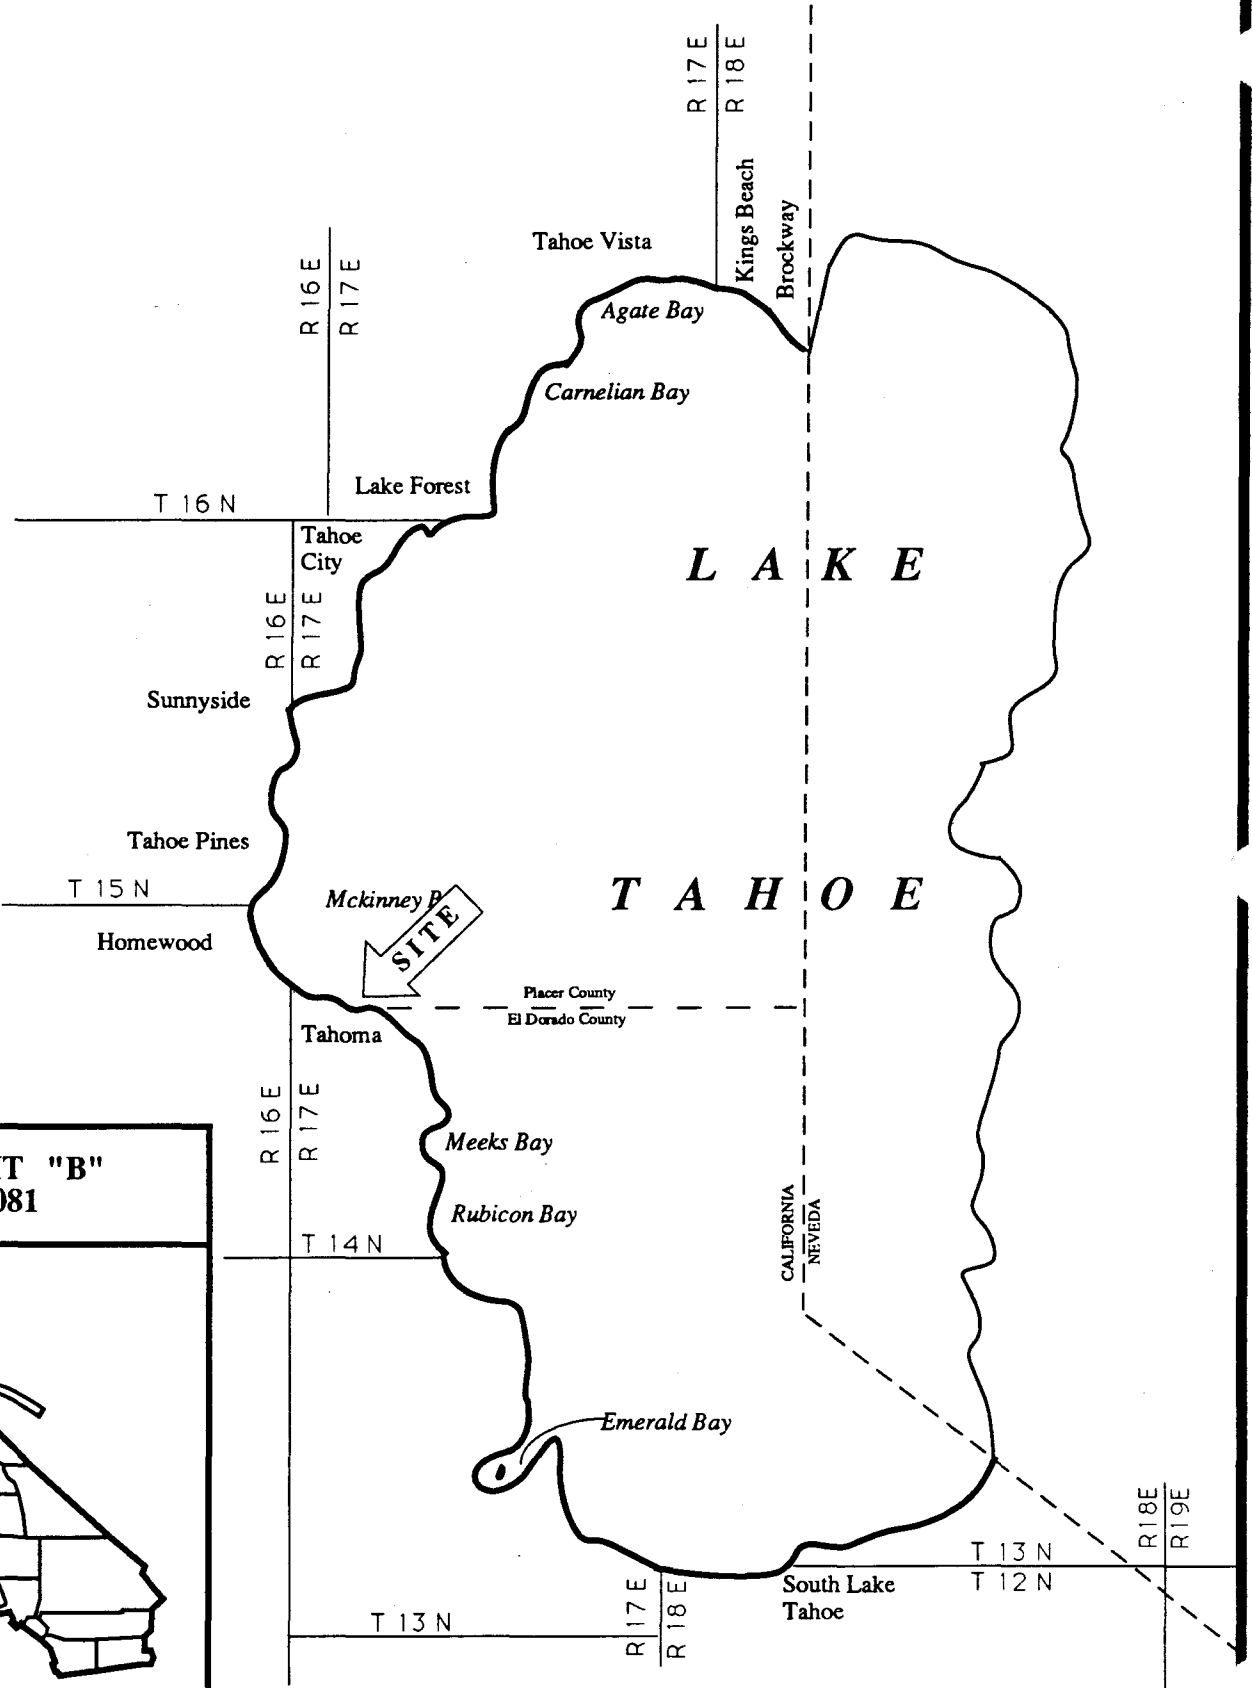 R 17 E
R 18 E
Kings Beach
Brockway
Tahoe Vista
R 16 E
R 17 E
Agate Bay
Carnelian Bay
Lake Forest
T 16 N
Tahoe
City
L A K E
R 16 E
R 17 E
Sunnyside
Tahoe Pines
T 15 N
Mckinney B
SITE
T A H O E
Homewood
Placer County
El Dorado County
Tahoma
R 16 E
R 17 E
Meeks Bay
IT "B"
081
Rubicon Bay
CALIFORNIA
NEVEDA
T 14 N
Emerald Bay
R18E
R19E
T 13 N
South Lake
Tahoe
T 12 N
R 17 E
R 18 E
T 13 N